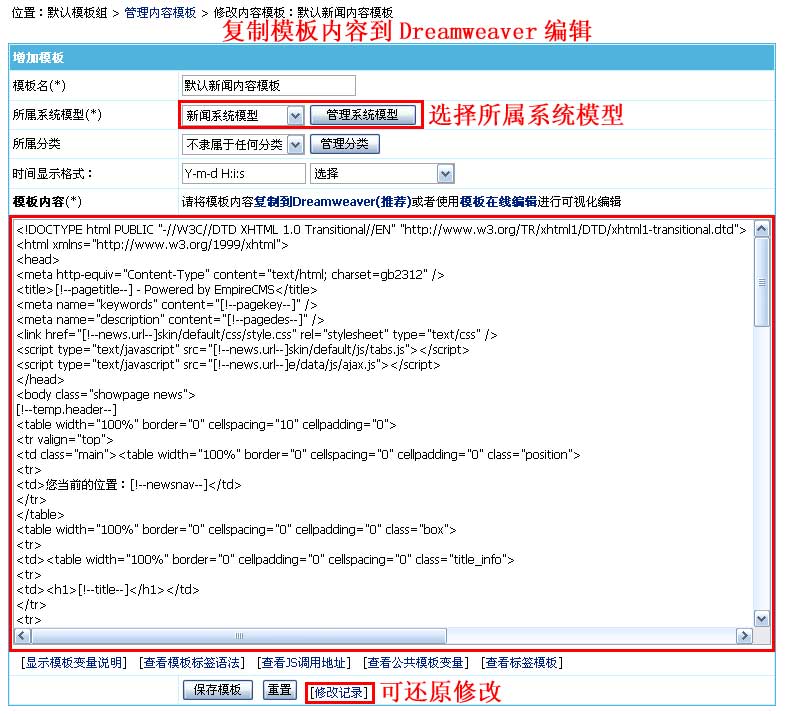 位置：默认模板组 > 管理内容模板 > 修改内容模板：默认新闻内容模板
复制模板内容到 Dreamweaver 编辑
增加模板
模板名(*) 默认新闻内容模板
所属系统模型(*) 新闻系统模型 管理系统模型 选择所属系统模型
所属分类 不隶属于任何分类 管理分类
时间显示格式： Y-m-d H:i:s 选择
模板内容(*) 请将模板内容复制到Dreamweaver(推荐)或者使用模板在线编辑进行可视化编辑
<!DOCTYPE html PUBLIC "-//W3C//DTD XHTML 1.0 Transitional//EN" "http://www.w3.org/TR/xhtml1/DTD/xhtml1-transitional.dtd">
<html xmlns="http://www.w3.org/1999/xhtml">
<head>
<meta http-equiv="Content-Type" content="text/html; charset=gb2312" />
<title>[!--pagetitle--] - Powered by EmpireCMS</title>
<meta name="keywords" content="[!--pagekey--]" />
<meta name="description" content="[!--pagedes--]" />
<link href="[!--news.url--]skin/default/css/style.css" rel="stylesheet" type="text/css" />
<script type="text/javascript" src="[!--news.url--]skin/default/js/tabs.js"></script>
<script type="text/javascript" src="[!--news.url--]e/data/js/ajax.js"></script>
</head>
<body class="showpage news">
[!--temp.header--]
<table width="100%" border="0" cellspacing="10" cellpadding="0">
<tr valign="top">
<td class="main"><table width="100%" border="0" cellspacing="0" cellpadding="0" class="position">
<tr>
<td>您当前的位置：[!--newsnav--]</td>
</tr>
</table>
<table width="100%" border="0" cellspacing="0" cellpadding="0" class="box">
<tr>
<td><table width="100%" border="0" cellpadding="0" cellspacing="0" class="title_info">
<tr>
<td><h1>[!--title--]</h1></td>
</tr>
<tr>
[显示模板变量说明] [查看模板标签语法] [查看JS调用地址] [查看公共模板变量] [查看标签模板]
保存模板 重置 [修改记录] 可还原修改